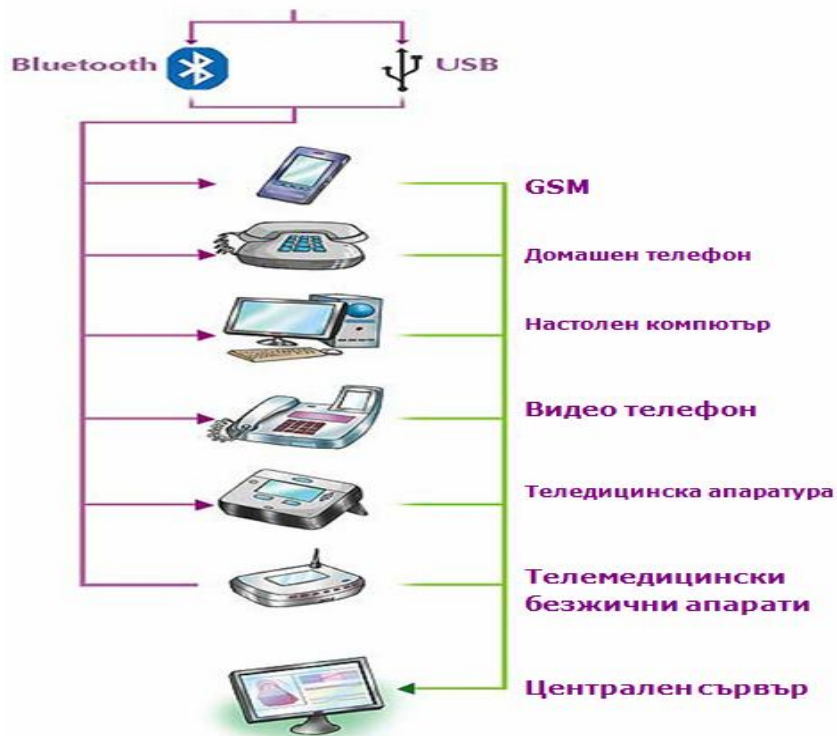 Bluetooth
USB
GSM
Домашен телефон
Настолен компютър
Видео телефон
Теледицинска апаратура
Телемедицински
безжични апарати
Централен сървър